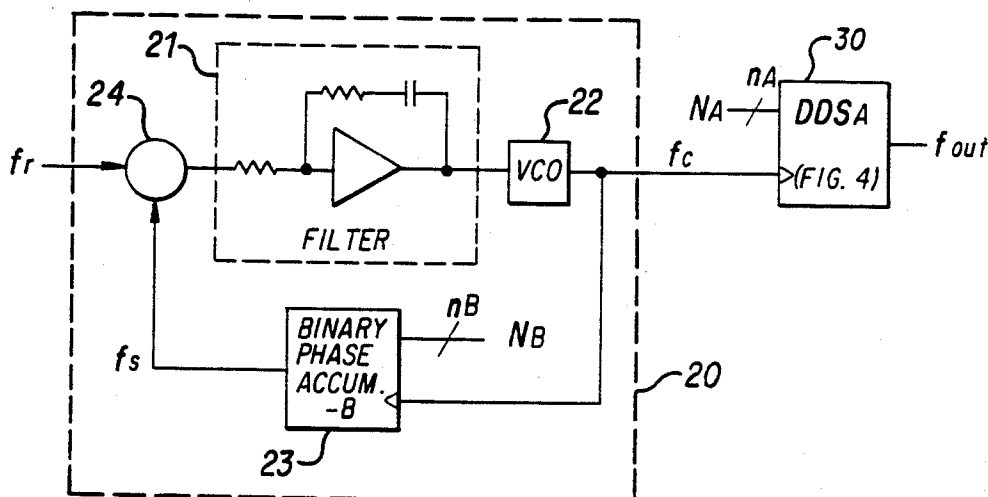 21
24
fr
FILTER
22
VCO
fc
30
nA
NA
DDSA
(FIG. 4)
fout
fs
BINARY
PHASE
ACCUM.
-B
nB
NB
23
20